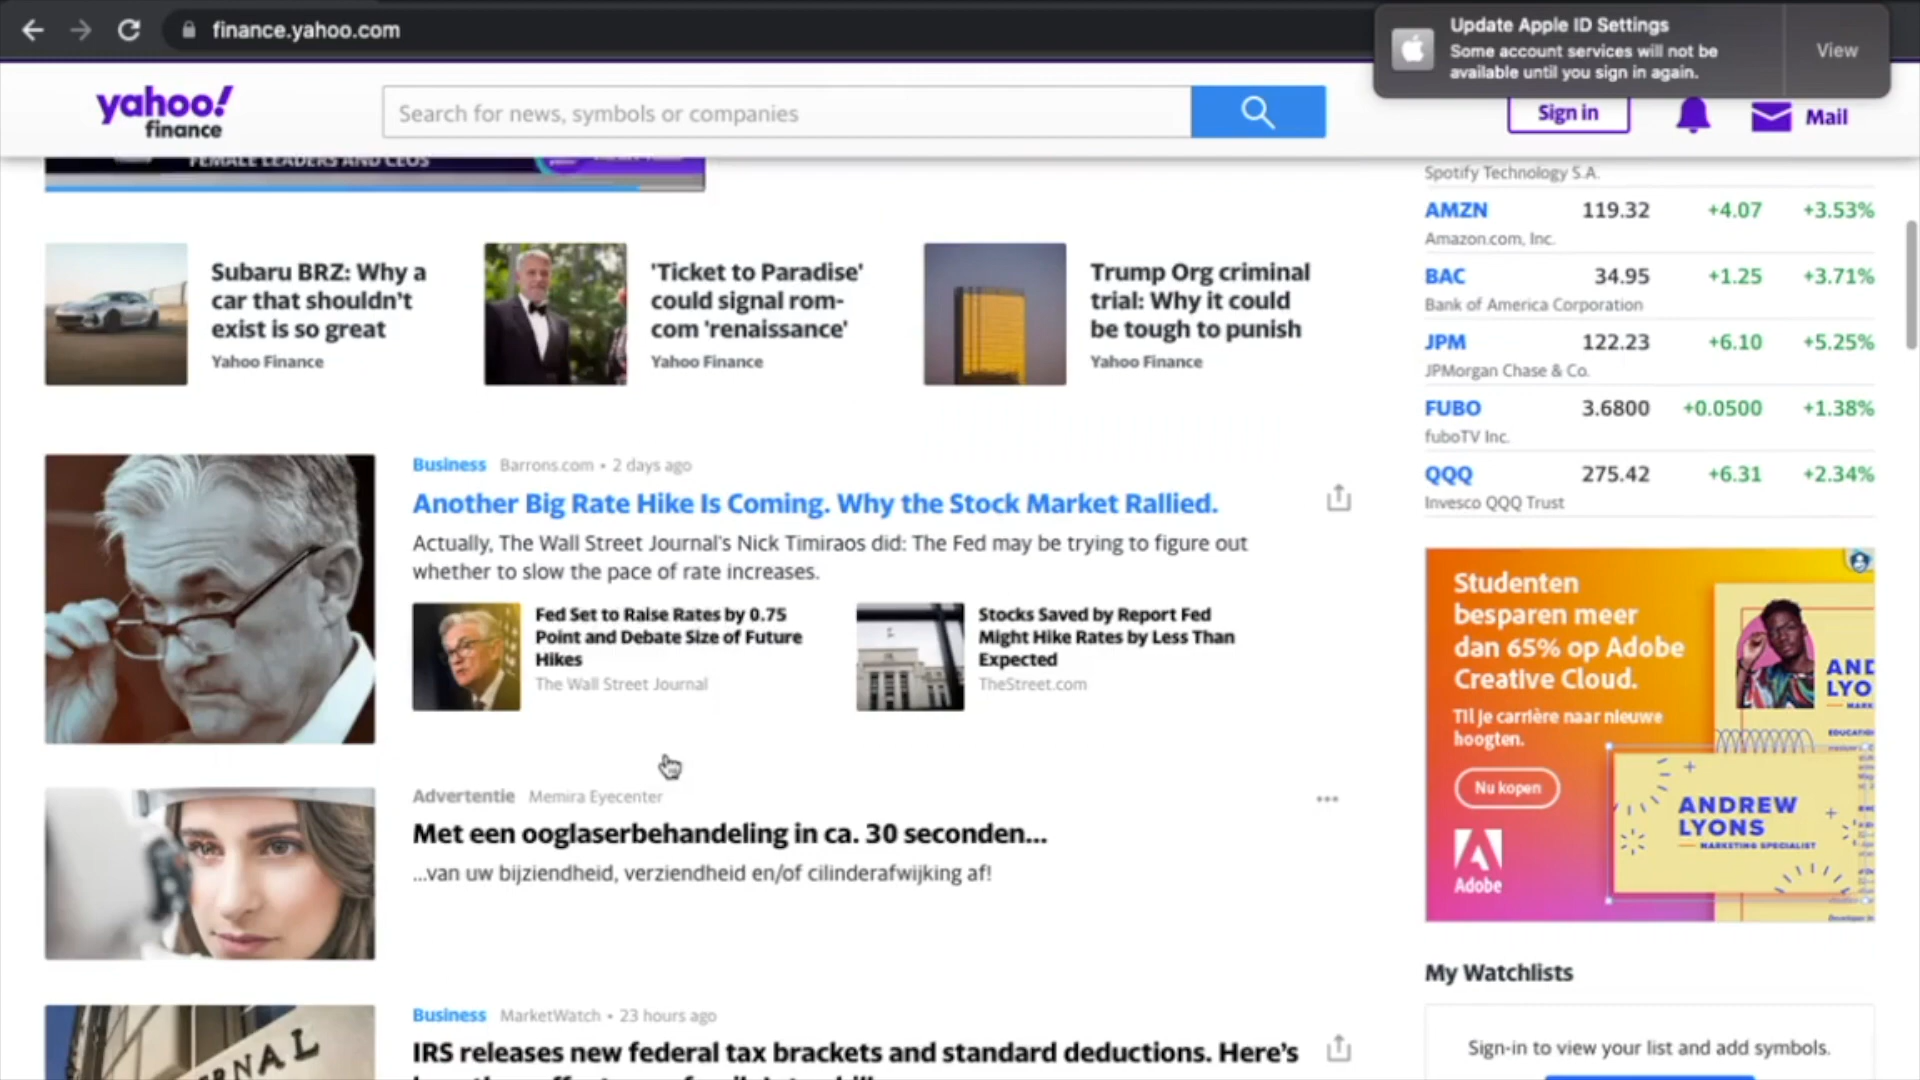 finance.yahoo.com
Update Apple ID Settings
Some account services will not be
available until you sign in again.
View
yahoo!
finance
Search for news, symbols or companies
Sign in
Mail
FEMALE LEADERS AND CEOS
Subaru BRZ: Why a
car that shouldn't
exist is so great
Yahoo Finance
'Ticket to Paradise'
could signal rom-
com 'renaissance'
Yahoo Finance
Trump Org criminal
trial: Why it could
be tough to punish
Yahoo Finance
Business Barrons.com • 2 days ago
Another Big Rate Hike Is Coming. Why the Stock Market Rallied.
Actually, The Wall Street Journal's Nick Timiraos did: The Fed may be trying to figure out
whether to slow the pace of rate increases.
Fed Set to Raise Rates by 0.75
Point and Debate Size of Future
Hikes
The Wall Street Journal
Stocks Saved by Report Fed
Might Hike Rates by Less Than
Expected
TheStreet.com
Advertentie Memira Eyecenter
Met een ooglaserbehandeling in ca. 30 seconden...
...van uw bijziendheid, verziendheid en/of cilinderafwijking af!
Business MarketWatch • 23 hours ago
IRS releases new federal tax brackets and standard deductions. Here's
Spotify Technology S.A.
AMZN 119.32 +4.07 +3.53%
Amazon.com, Inc.
BAC 34.95 +1.25 +3.71%
Bank of America Corporation
JPM 122.23 +6.10 +5.25%
JPMorgan Chase & Co.
FUBO 3.6800 +0.0500 +1.38%
fuboTV Inc.
QQQ 275.42 +6.31 +2.34%
Invesco QQQ Trust
Studenten
besparen meer
dan 65% op Adobe
Creative Cloud.
Til je carrière naar nieuwe
hoogten.
Nu kopen
Adobe
AND
LYO
ANDREW
LYONS
MARKETING SPECIALIST
My Watchlists
Sign-in to view your list and add symbols.